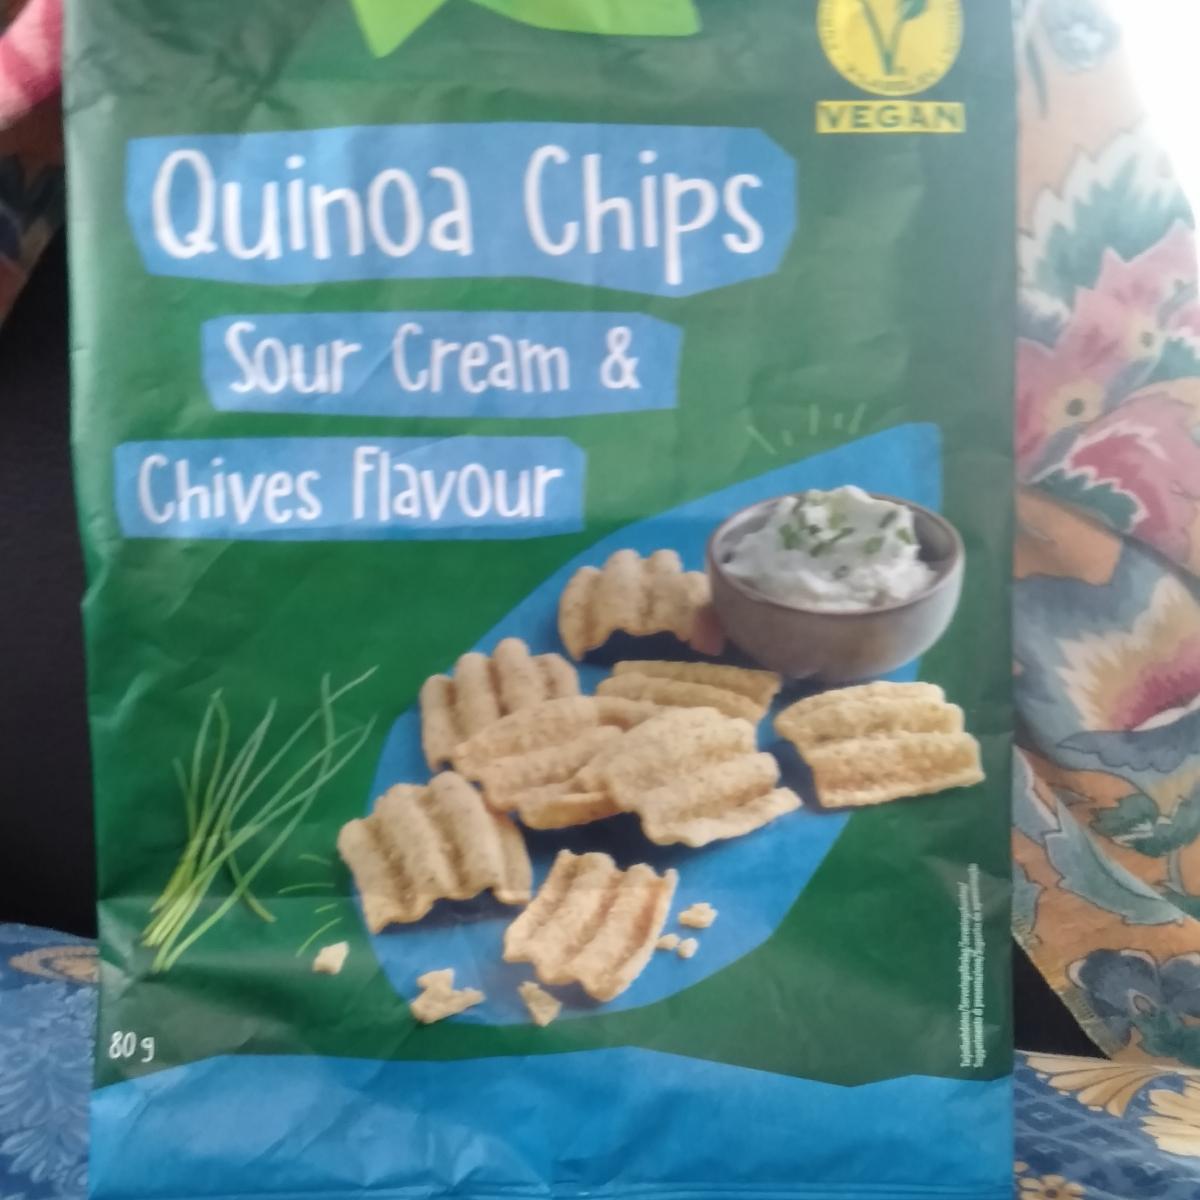 VEGAN
Quinoa Chips
Sour Cream &
Chives Flavour
80 g